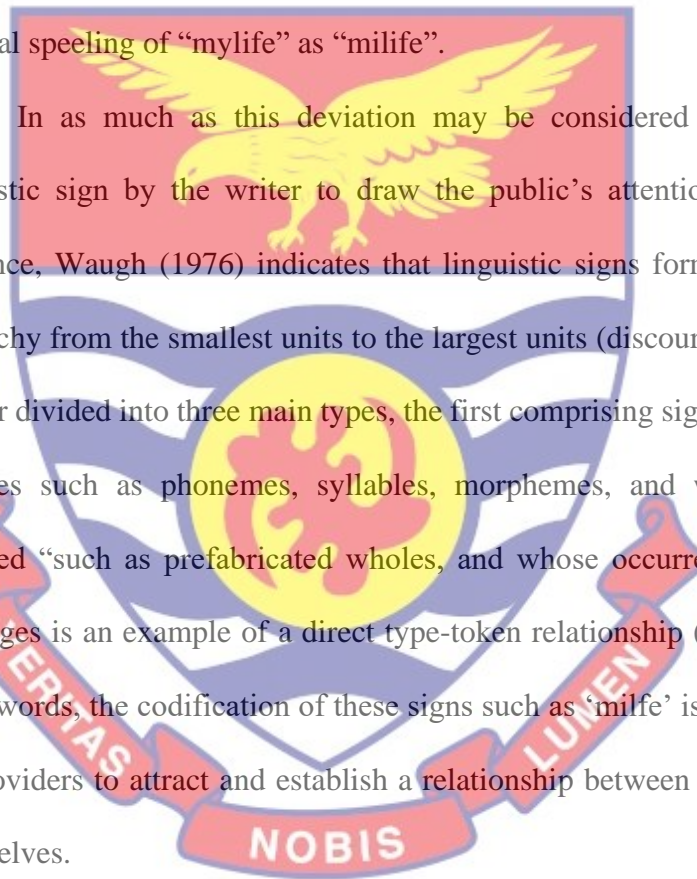 al speeling of “mylife” as “milife”.
In as much as this deviation may be considered
stic sign by the writer to draw the public’s attentio
nce, Waugh (1976) indicates that linguistic signs form
chy from the smallest units to the largest units (discour
r divided into three main types, the first comprising sig
es such as phonemes, syllables, morphemes, and w
ed “such as prefabricated wholes, and whose occurre
ges is an example of a direct type-token relationship (
words, the codification of these signs such as ‘milfe’ is
oviders to attract and establish a relationship between
elves.
VERITAS
NOBIS
LUMEN